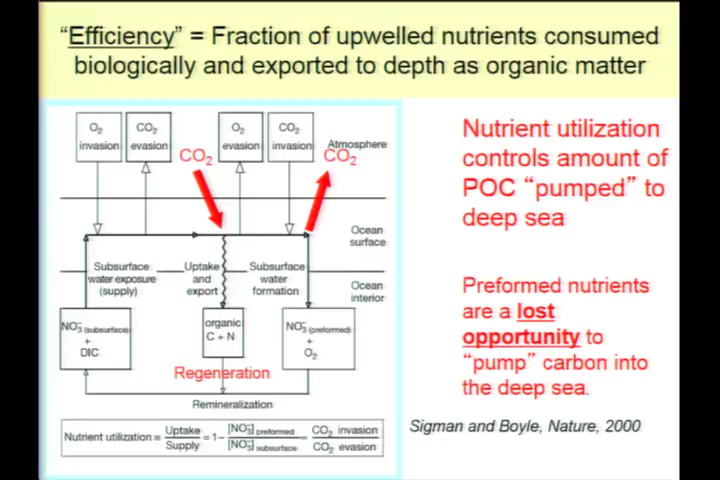 “Efficiency” = Fraction of upwelled nutrients consumed
biologically and exported to depth as organic matter
O₂
invasion
CO₂
evasion
O₂
evasion
CO₂
invasion
Atmosphere
CO₂
CO₂
Ocean
surface
Subsurface
water exposure
(supply)
Uptake
and
export
Subsurface
water
formation
Ocean
interior
NO₃⁻ (subsurface)
+
DIC
organic
C + N
NO₃⁻ (preformed)
+
O₂
Regeneration
Remineralization
Nutrient utilization = Uptake/Supply = 1 − [NO₃⁻] preformed/[NO₃⁻] subsurface = CO₂ invasion/CO₂ evasion
Nutrient utilization
controls amount of
POC “pumped” to
deep sea
Preformed nutrients
are a lost
opportunity to
“pump” carbon into
the deep sea.
Sigman and Boyle, Nature, 2000